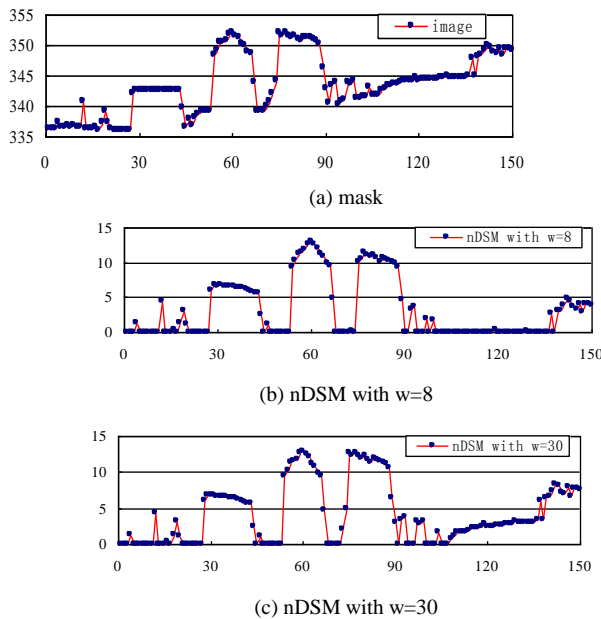 355
350
345
340
335
image
0 30 60 90 120 150
(a) mask
15
10
5
0
nDSM with w=8
0 30 60 90 120 150
(b) nDSM with w=8
15
10
5
0
nDSM with w=30
0 30 60 90 120 150
(c) nDSM with w=30